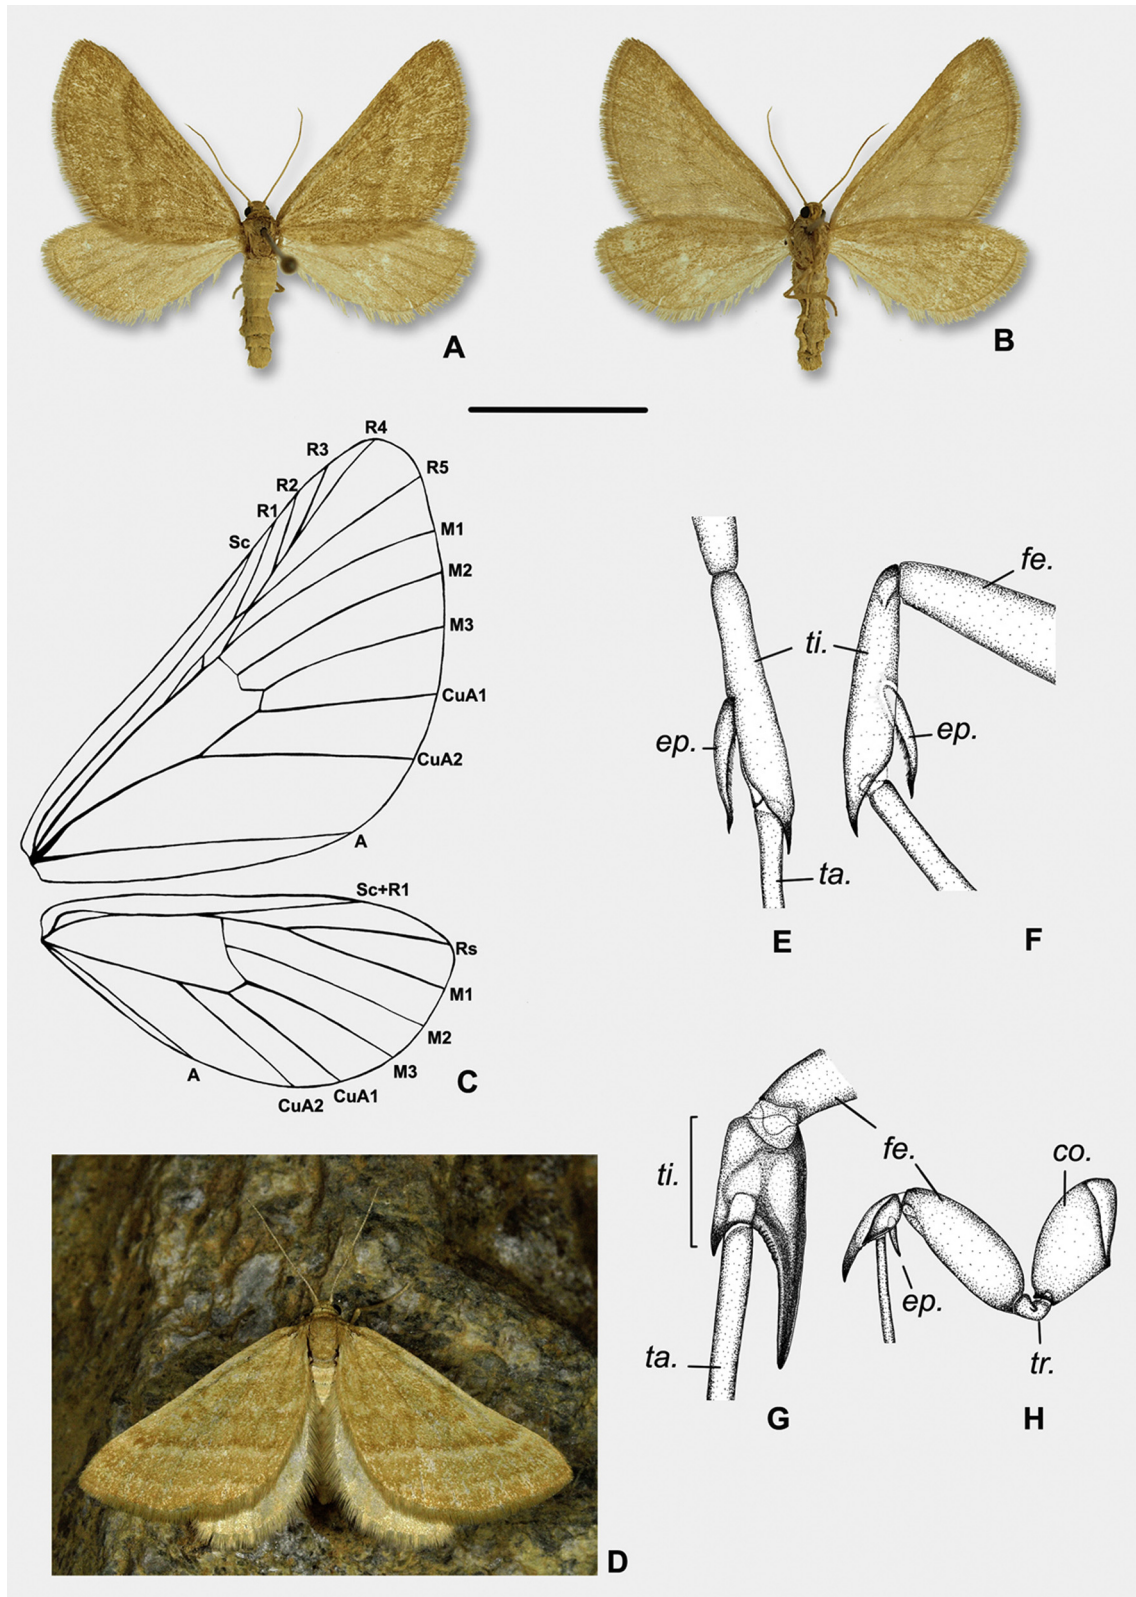 A
B
R4
R3
R5
R2
R1
M1
Sc
M2
M3
CuA1
CuA2
A
Sc+R1
Rs
M1
M2
M3
A
CuA1
CuA2
C
fe.
ti.
ep.
ep.
ta.
E
F
fe.
co.
ti.
ep.
ta.
tr.
G
H
D